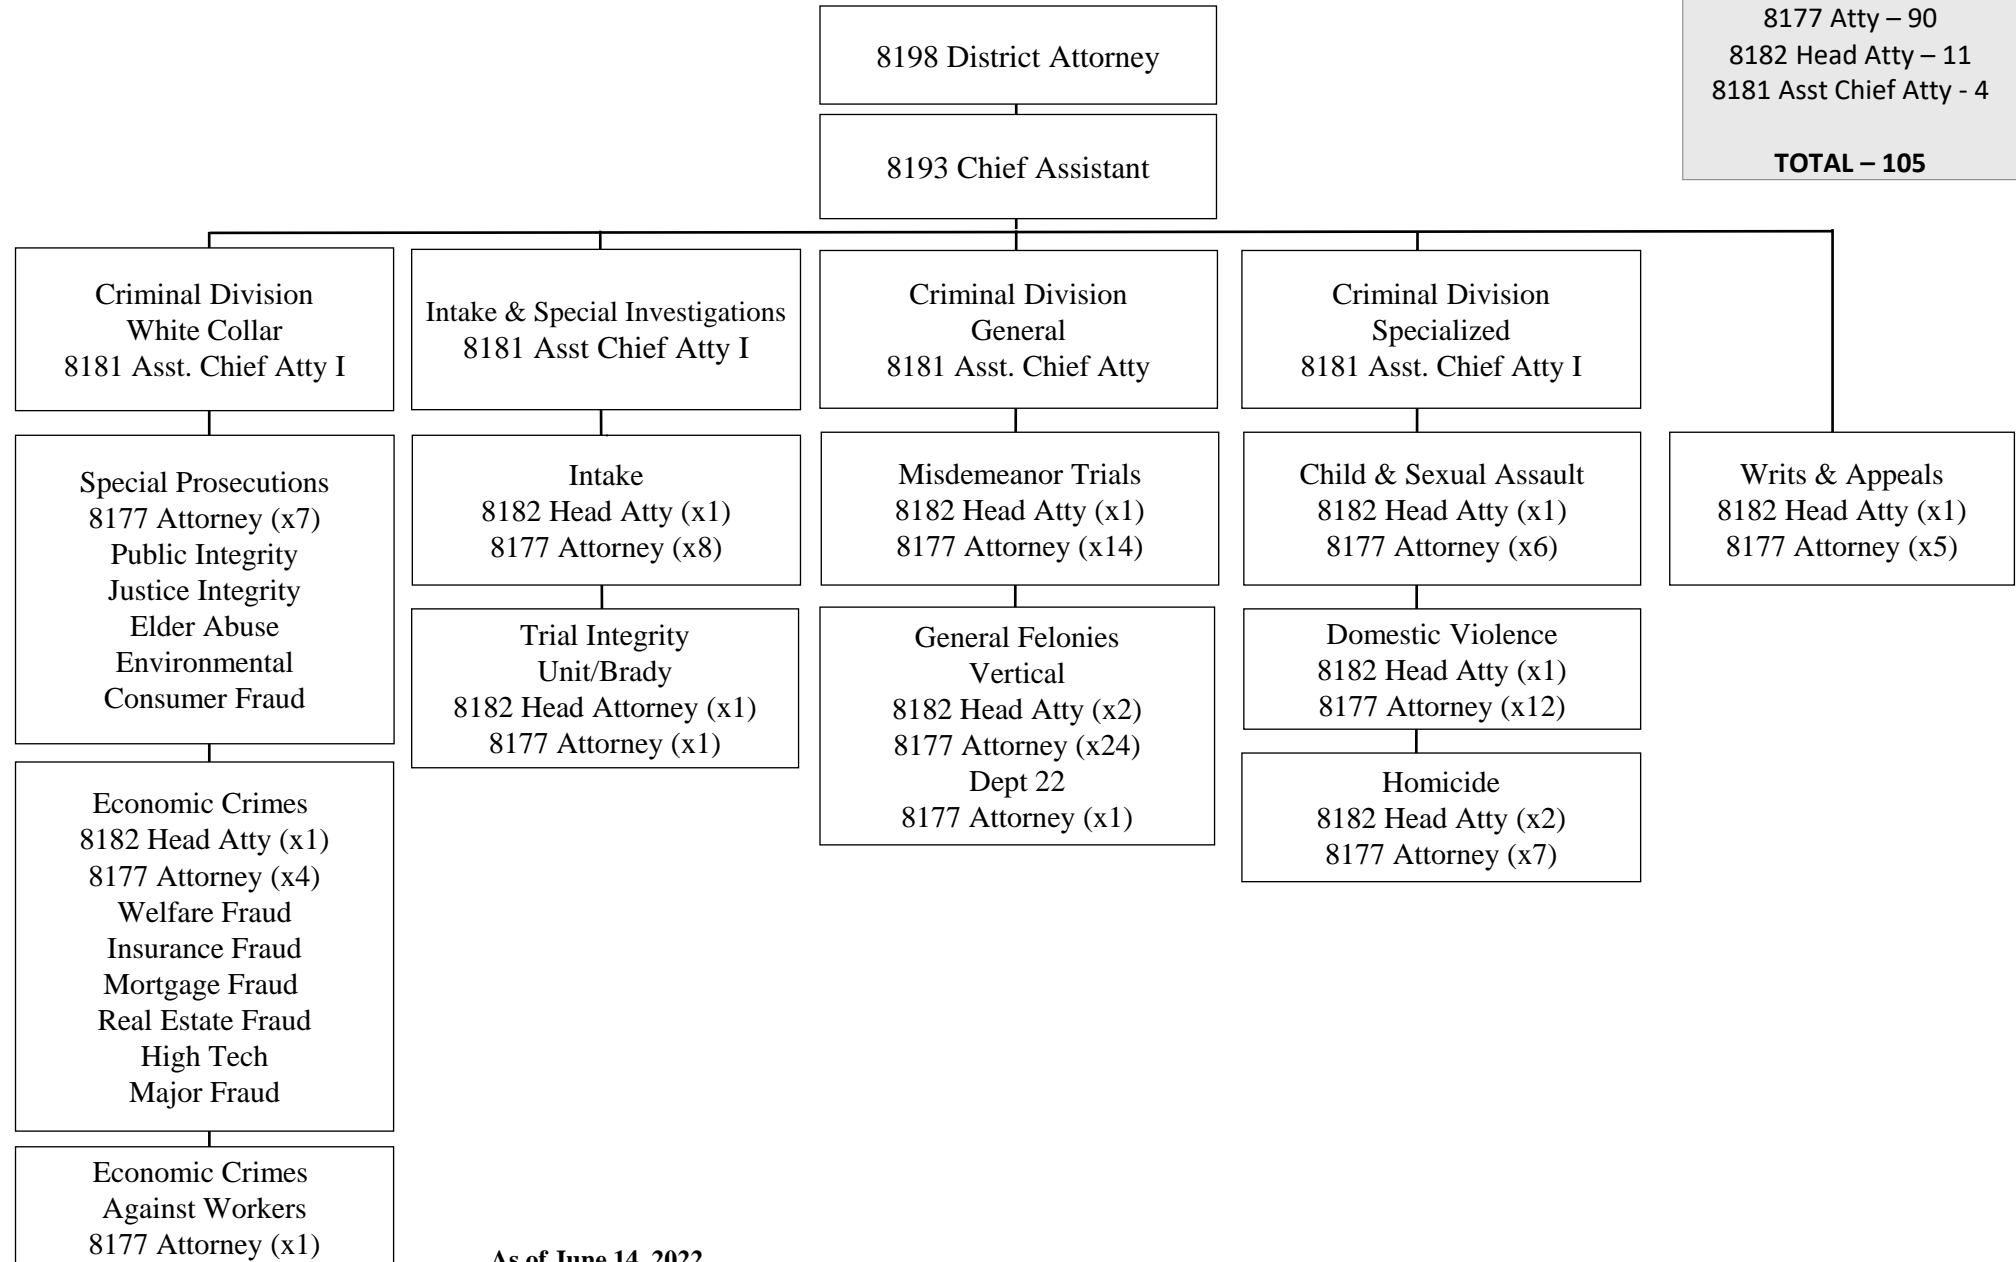 8198 District Attorney
8177 Atty – 90
8182 Head Atty – 11
8181 Asst Chief Atty - 4
TOTAL – 105
8193 Chief Assistant
Criminal Division
White Collar
8181 Asst. Chief Atty I
Intake & Special Investigations
8181 Asst Chief Atty I
Criminal Division
General
8181 Asst. Chief Atty
Criminal Division
Specialized
8181 Asst. Chief Atty I
Special Prosecutions
8177 Attorney (x7)
Public Integrity
Justice Integrity
Elder Abuse
Environmental
Consumer Fraud
Intake
8182 Head Atty (x1)
8177 Attorney (x8)
Misdemeanor Trials
8182 Head Atty (x1)
8177 Attorney (x14)
Child & Sexual Assault
8182 Head Atty (x1)
8177 Attorney (x6)
Writs & Appeals
8182 Head Atty (x1)
8177 Attorney (x5)
Trial Integrity
Unit/Brady
8182 Head Attorney (x1)
8177 Attorney (x1)
General Felonies
Vertical
8182 Head Atty (x2)
8177 Attorney (x24)
Dept 22
8177 Attorney (x1)
Domestic Violence
8182 Head Atty (x1)
8177 Attorney (x12)
Homicide
8182 Head Atty (x2)
8177 Attorney (x7)
Economic Crimes
8182 Head Atty (x1)
8177 Attorney (x4)
Welfare Fraud
Insurance Fraud
Mortgage Fraud
Real Estate Fraud
High Tech
Major Fraud
Economic Crimes
Against Workers
8177 Attorney (x1)
As of June 14, 2022